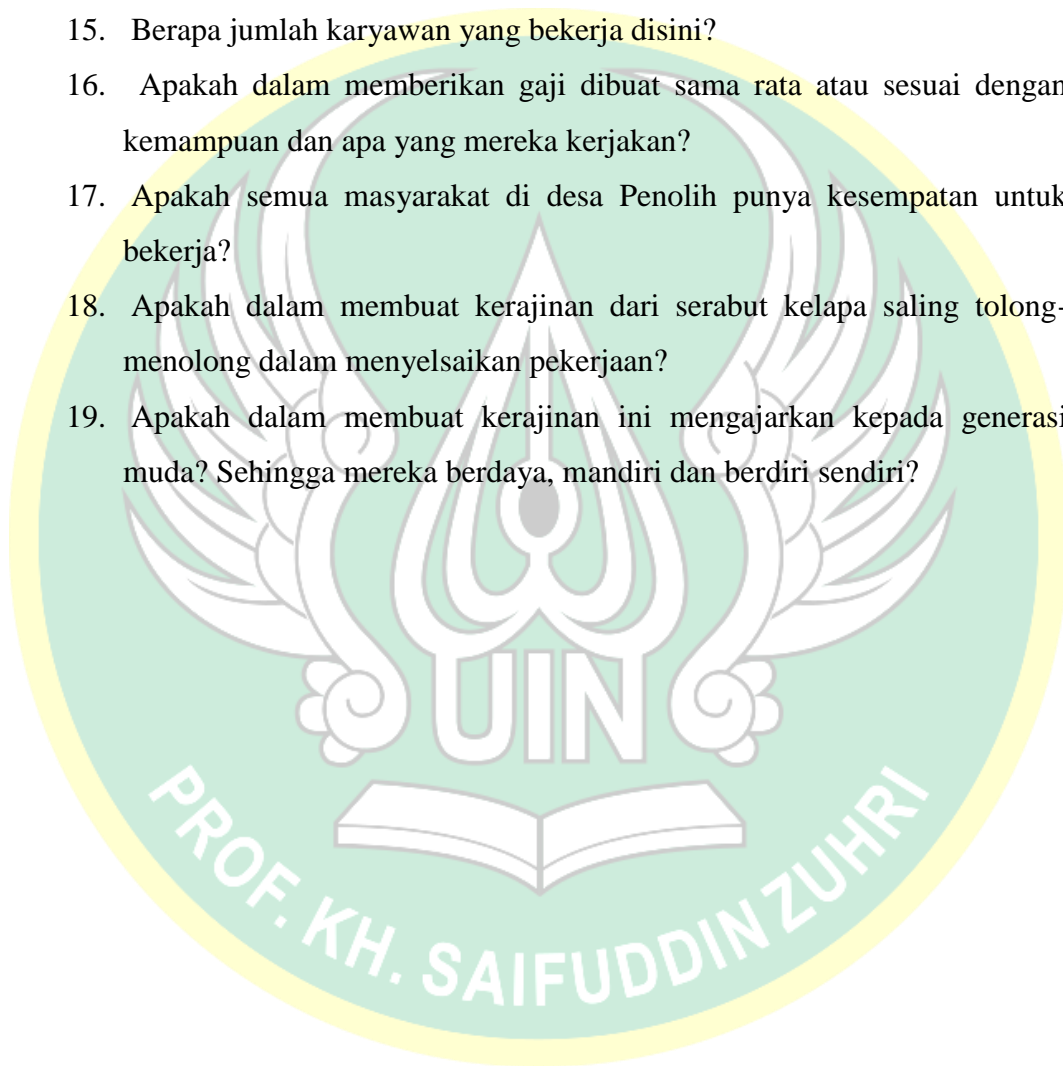 15. Berapa jumlah karyawan yang bekerja disini?
16. Apakah dalam memberikan gaji dibuat sama rata atau sesuai dengan
kemampuan dan apa yang mereka kerjakan?
17. Apakah semua masyarakat di desa Penolih punya kesempatan untuk
bekerja?
18. Apakah dalam membuat kerajinan dari serabut kelapa saling tolong-
menolong dalam menyelsaikan pekerjaan?
19. Apakah dalam membuat kerajinan ini mengajarkan kepada generasi
muda? Sehingga mereka berdaya, mandiri dan berdiri sendiri?
UIN
PROF. KH. SAIFUDDIN ZUHRI